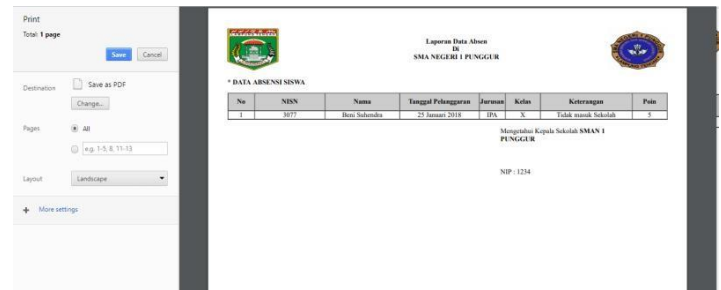 Print
Total: 1 page
Save Cancel
Destination Save as PDF
Change...
Pages All
e.g. 1-5, 8, 11-13
Layout Landscape
+ More settings
Laporan Data Absen
Di
SMA NEGERI 1 PUNGGUR
* DATA ABSENSI SISWA
No NISN Nama Tanggal Pelanggaran Jurusan Kelas Keterangan Poin
1 3077 Beni Suhendra 25 Januari 2018 IPA X Tidak masuk Sekolah 5
Mengetahui Kepala Sekolah SMAN 1
PUNGGUR
NIP : 1234